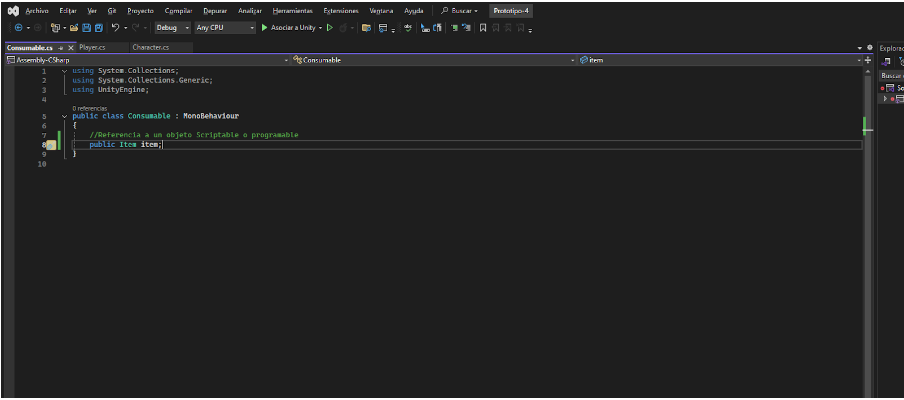 Archivo Editar Ver Git Proyecto Compilar Depurar Analizar Herramientas Extensiones Ventana Ayuda Buscar Prototipo-4
Debug Any CPU Asociar a Unity
Consumable.cs Player.cs Character.cs
Assembly-CSharp Consumable item
1 using System.Collections;
2 using System.Collections.Generic;
3 using UnityEngine;
4
0 referencias
5 public class Consumable : MonoBehaviour
6 {
7 //Referencia a un objeto Scriptable o programable
8 public Item item;
9 }
10
Explorac
Buscar
So